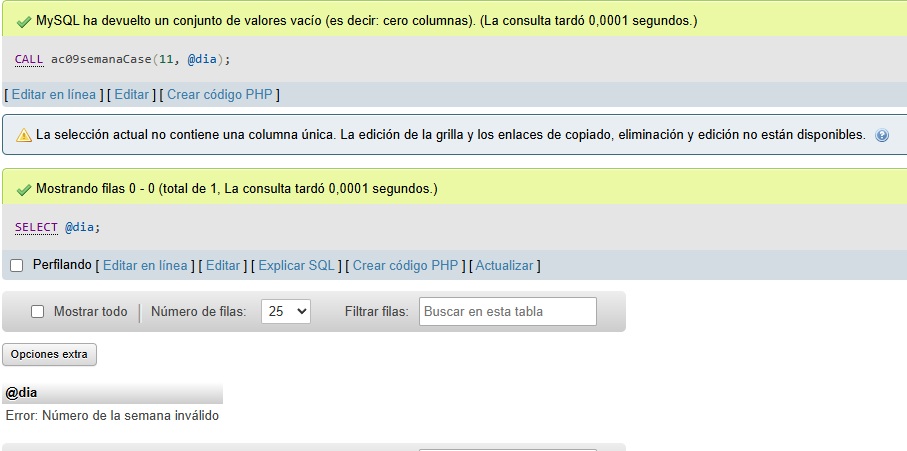 MySQL ha devuelto un conjunto de valores vacío (es decir: cero columnas). (La consulta tardó 0,0001 segundos.)
CALL ac09semanaCase(11, @dia);
[ Editar en línea ] [ Editar ] [ Crear código PHP ]
La selección actual no contiene una columna única. La edición de la grilla y los enlaces de copiado, eliminación y edición no están disponibles.
Mostrando filas 0 - 0 (total de 1, La consulta tardó 0,0001 segundos.)
SELECT @dia;
Perfilando [ Editar en línea ] [ Editar ] [ Explicar SQL ] [ Crear código PHP ] [ Actualizar ]
Mostrar todo | Número de filas: 25 Filtrar filas: Buscar en esta tabla
Opciones extra
@dia
Error: Número de la semana inválido